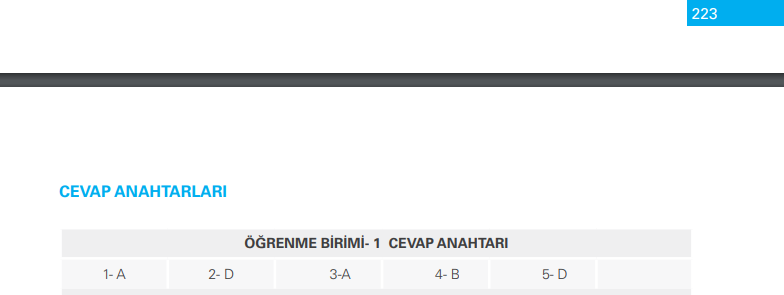 223
CEVAP ANAHTARLARI
ÖĞRENME BİRİMİ- 1 CEVAP ANAHTARI
1- A 2- D 3-A 4- B 5- D